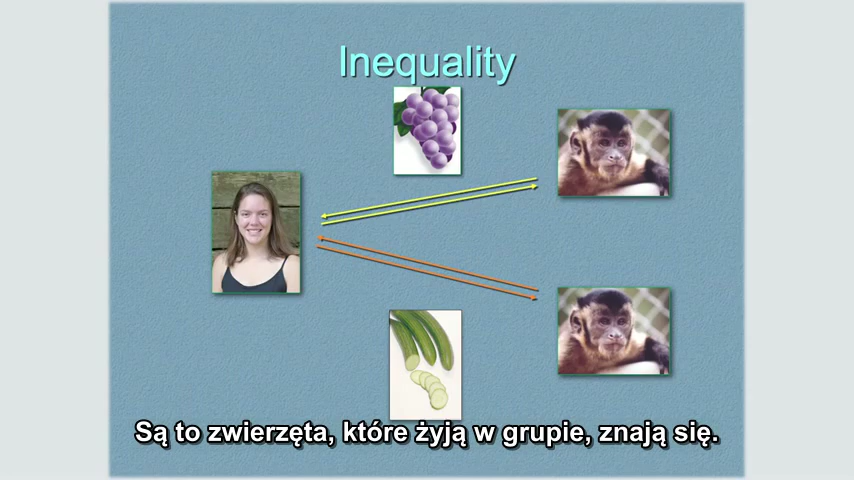 Inequality
Są to zwierzęta, które żyją w grupie, znają się.